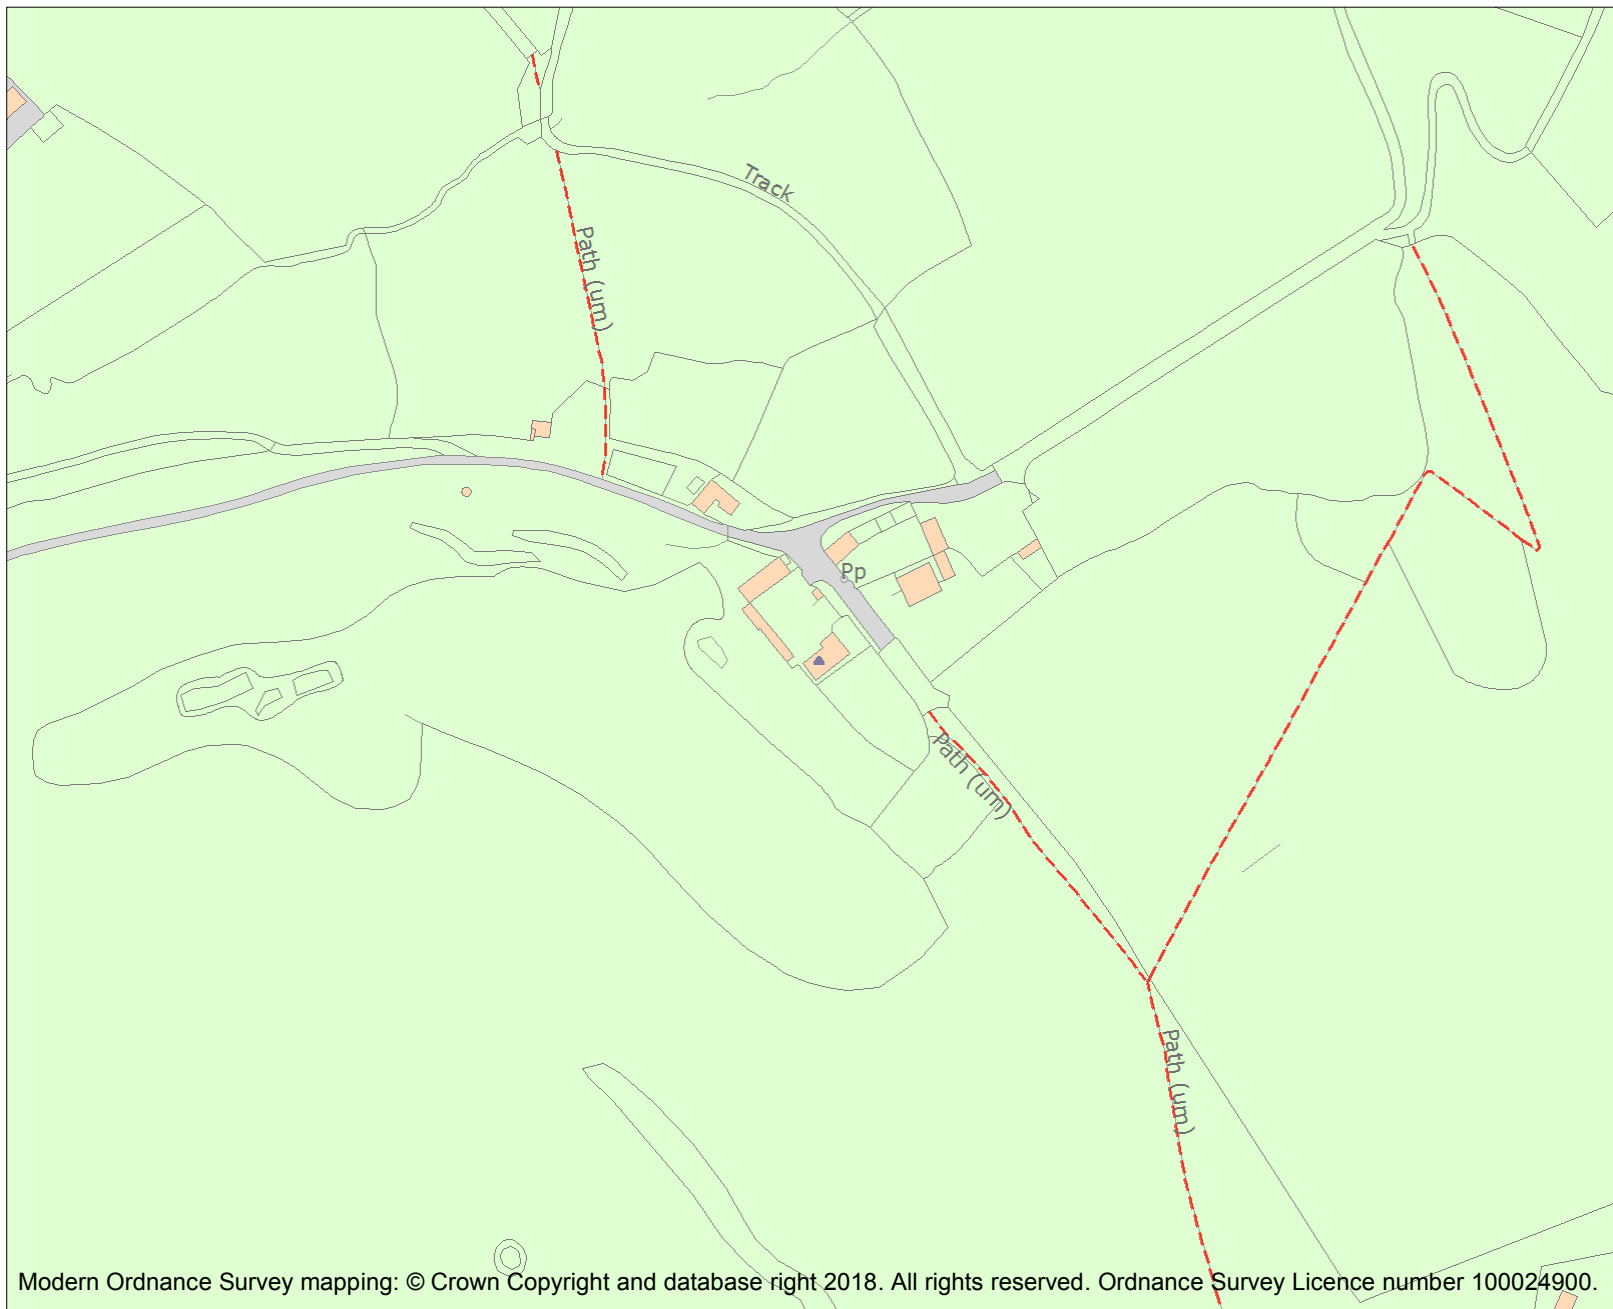 Track
Path (um)
Pp
Path (um)
Path (um)
Modern Ordnance Survey mapping: © Crown Copyright and database right 2018. All rights reserved. Ordnance Survey Licence number 100024900.